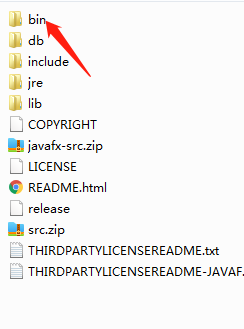 bin
db
include
jre
lib
COPYRIGHT
javafx-src.zip
LICENSE
README.html
release
src.zip
THIRDPARTYLICENSEREADME.txt
THIRDPARTYLICENSEREADME-JAVAF